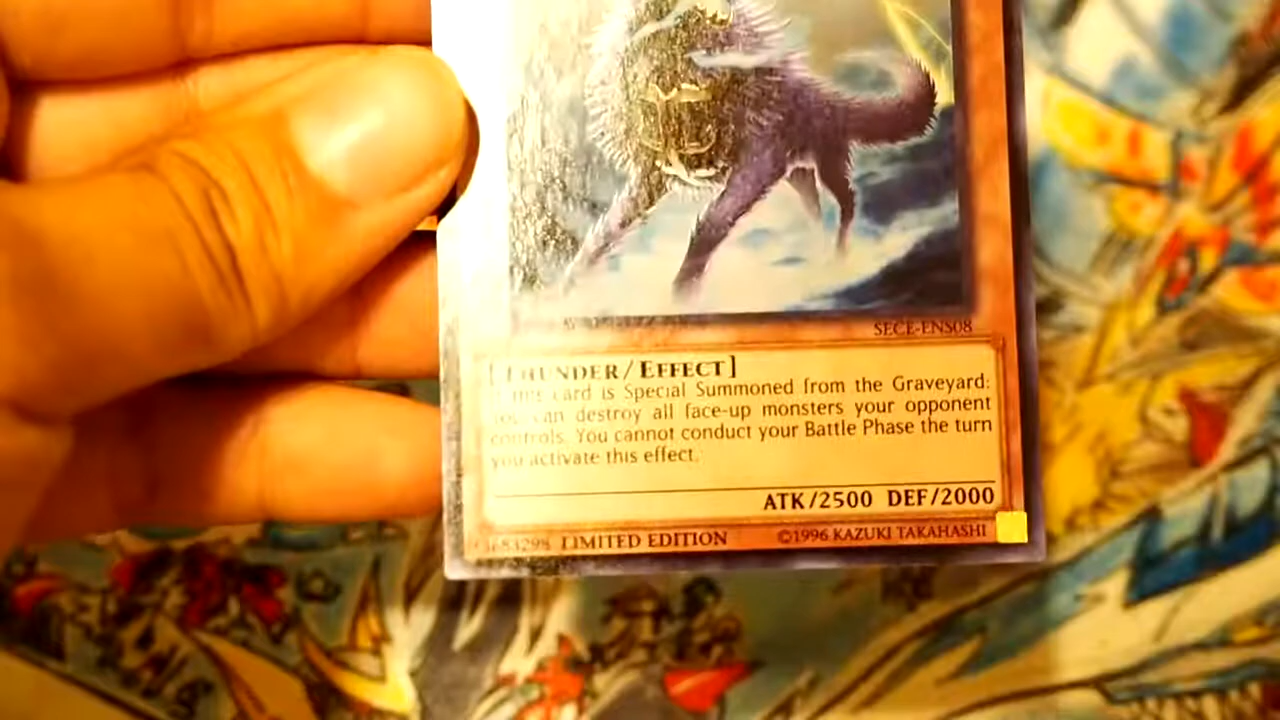 SECE-ENS08
[THUNDER/EFFECT]
this card is Special Summoned from the Graveyard:
You can destroy all face-up monsters your opponent
controls. You cannot conduct your Battle Phase the turn
you activate this effect.
ATK/2500 DEF/2000
LIMITED EDITION
©1996 KAZUKI TAKAHASHI